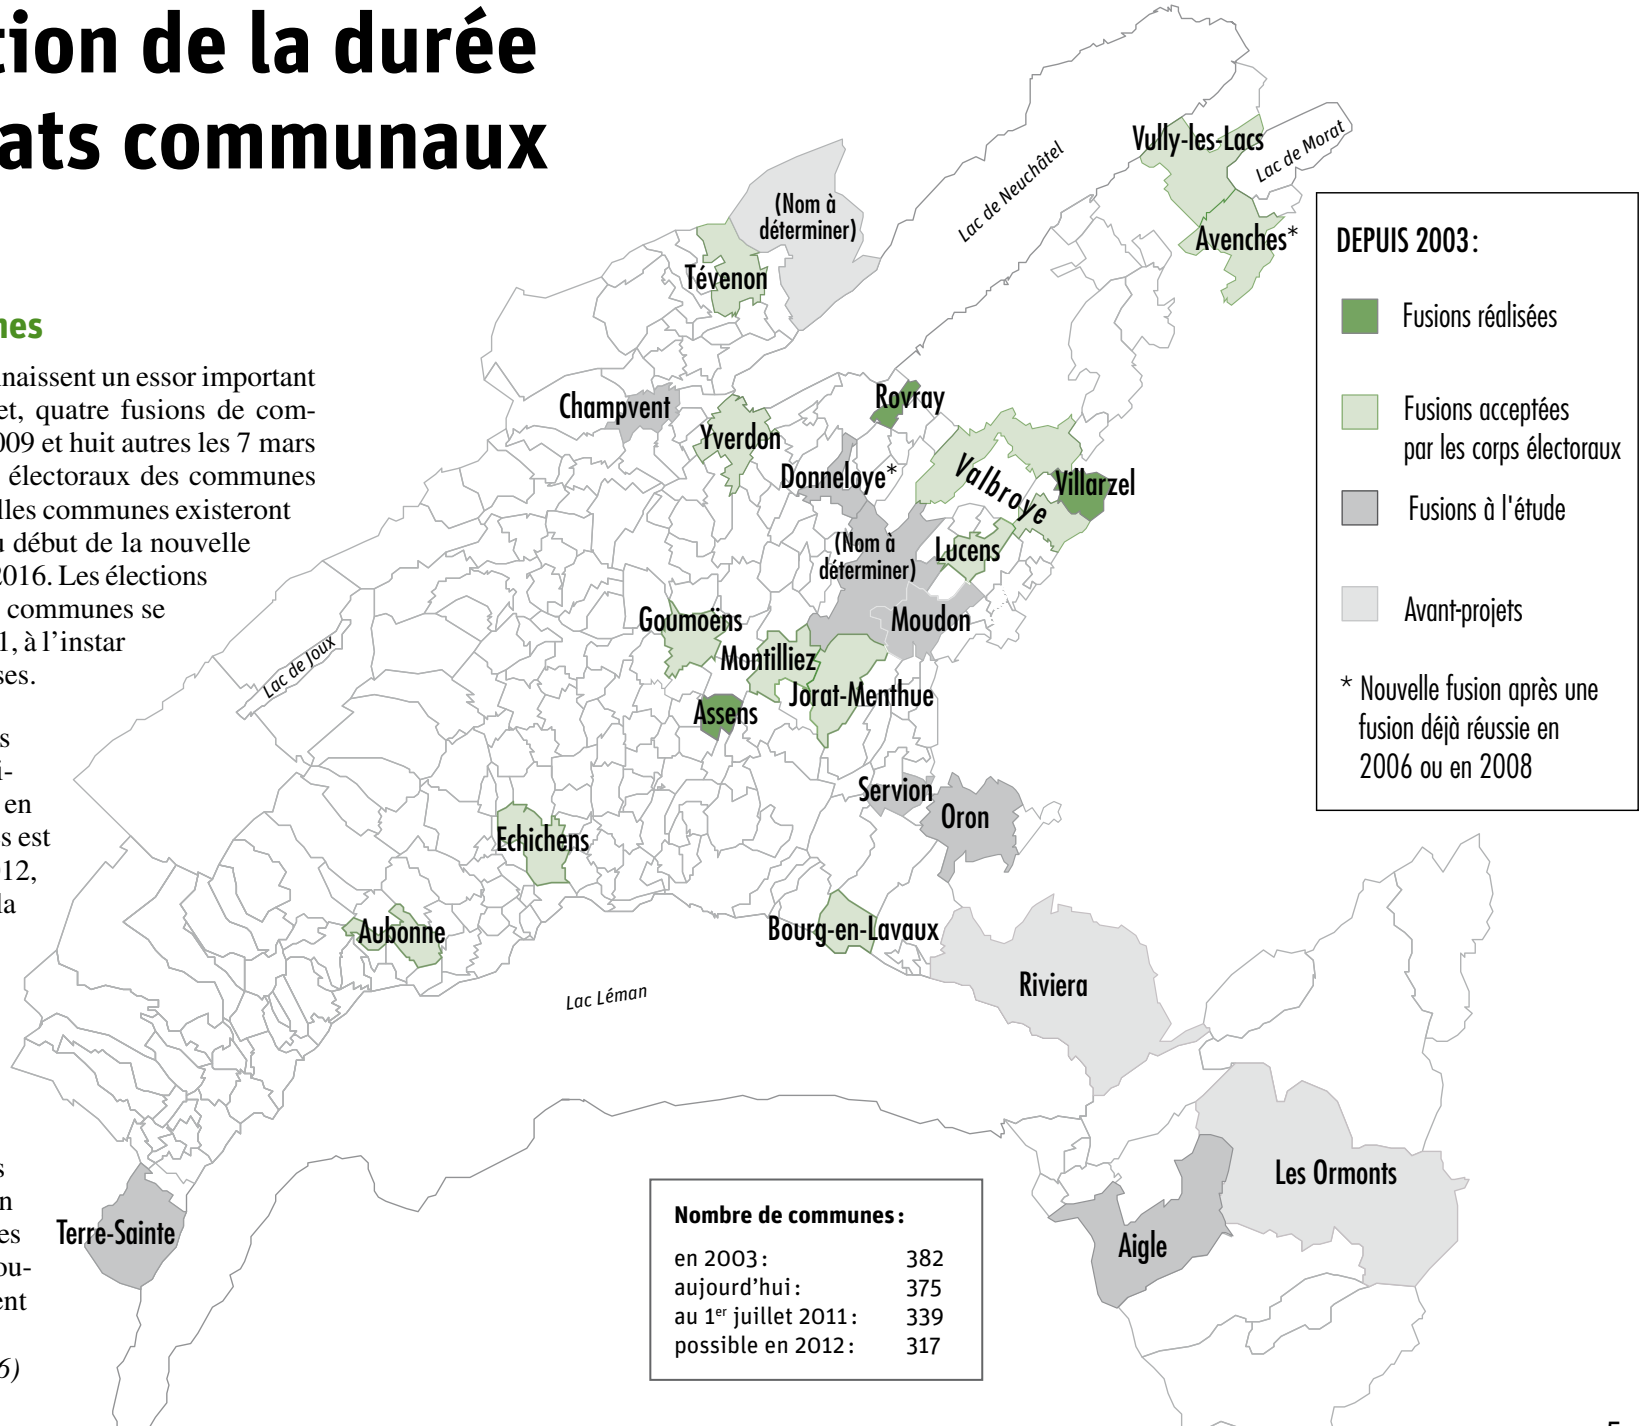 tion de la durée
ats communaux
nes
naissent un essor important
et, quatre fusions de com-
009 et huit autres les 7 mars
électoraux des communes
lles communes existeront
u début de la nouvelle
2016. Les élections
communes se
1, à l'instar
ses.
s
i-
en
s est
12,
la
s
n
es
ou-
ent
6)
Vully-les-Lacs
Lac de Morat
Lac de Neuchâtel
(Nom à
déterminer)
Avenches*
Tévenon
Champvent
Rovray
Yverdon
Donneloye*
Valbroye
Villarzel
(Nom à
déterminer)
Lucens
Goumoëns
Moudon
Montilliez
Lac de Joux
Jorat-Menthue
Assens
Servion
Oron
Echichens
Aubonne
Bourg-en-Lavaux
Riviera
Lac Léman
Les Ormonts
Terre-Sainte
Aigle
DEPUIS 2003 :
Fusions réalisées
Fusions acceptées
par les corps électoraux
Fusions à l'étude
Avant-projets
* Nouvelle fusion après une
fusion déjà réussie en
2006 ou en 2008
Nombre de communes :
en 2003 : 382
aujourd'hui : 375
au 1er juillet 2011 : 339
possible en 2012 : 317